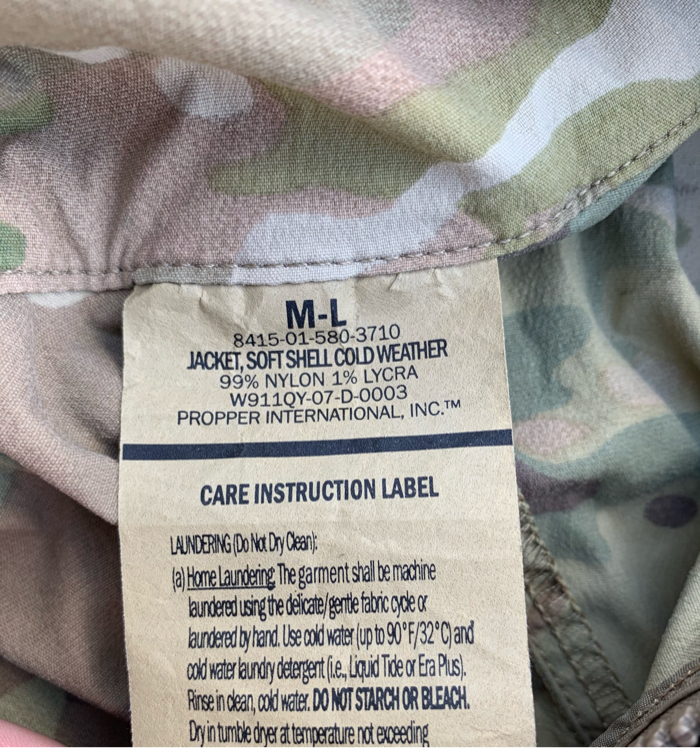 M-L
8415-01-580-3710
JACKET, SOFT SHELL COLD WEATHER
99% NYLON 1% LYCRA
W911QY-07-D-0003
PROPPER INTERNATIONAL, INC.™
CARE INSTRUCTION LABEL
LAUNDERING (Do Not Dry Clean):
(a) Home Laundering: The garment shall be machine
laundered using the delicate/gentle fabric cycle or
laundered by hand. Use cold water (up to 90°F/32°C) and
cold water laundry detergent (i.e., Liquid Tide or Era Plus).
Rinse in clean, cold water. DO NOT STARCH OR BLEACH.
Dry in tumble dryer at temperature not exceeding